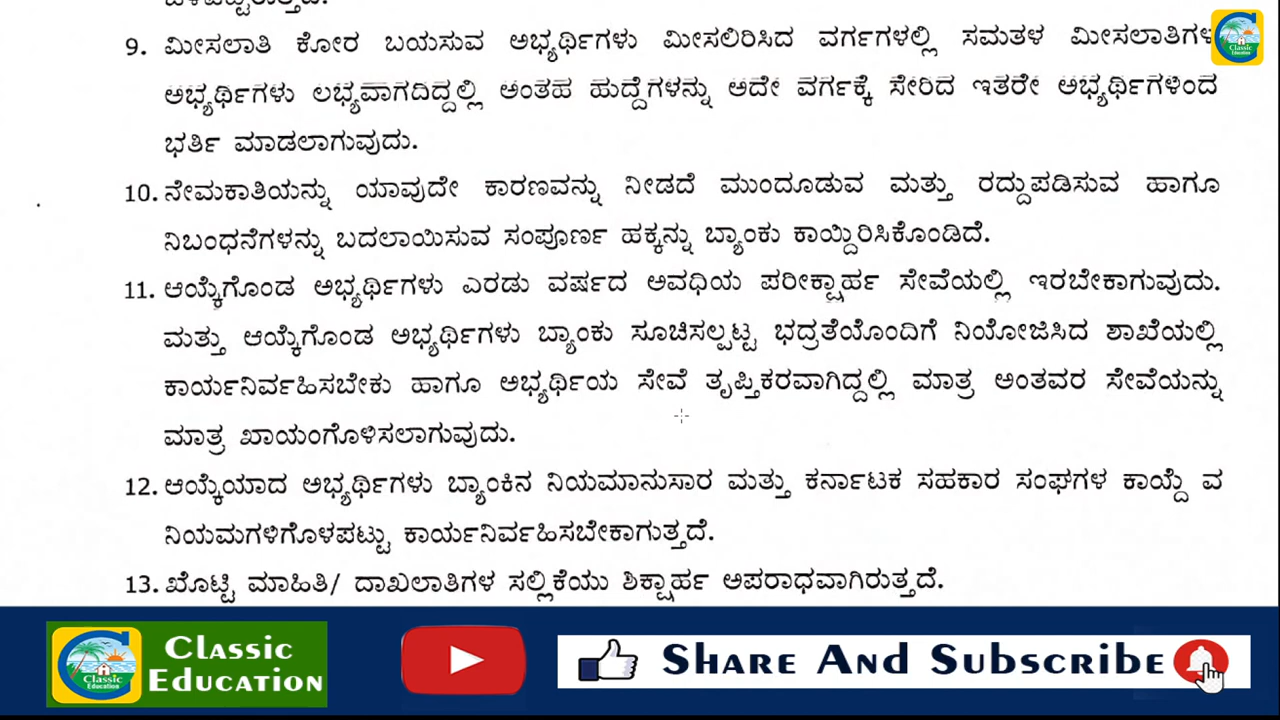 9. ಮೀಸಲಾತಿ ಕೋರ ಬಯಸುವ ಅಭ್ಯರ್ಥಿಗಳು ಮೀಸಲಿರಿಸಿದ ವರ್ಗಗಳಲ್ಲಿ ಸಮತಳ ಮೀಸಲಾತಿಗಳ
ಅಭ್ಯರ್ಥಿಗಳು ಲಭ್ಯವಾಗದಿದ್ದಲ್ಲಿ ಅಂತಹ ಹುದ್ದೆಗಳನ್ನು ಅದೇ ವರ್ಗಕ್ಕೆ ಸೇರಿದ ಇತರೇ ಅಭ್ಯರ್ಥಿಗಳಿಂದ
ಭರ್ತಿ ಮಾಡಲಾಗುವುದು.
10. ನೇಮಕಾತಿಯನ್ನು ಯಾವುದೇ ಕಾರಣವನ್ನು ನೀಡದೆ ಮುಂದೂಡುವ ಮತ್ತು ರದ್ದುಪಡಿಸುವ ಹಾಗೂ
ನಿಬಂಧನೆಗಳನ್ನು ಬದಲಾಯಿಸುವ ಸಂಪೂರ್ಣ ಹಕ್ಕನ್ನು ಬ್ಯಾಂಕು ಕಾಯ್ದಿರಿಸಿಕೊಂಡಿದೆ.
11. ಆಯ್ಕೆಗೊಂಡ ಅಭ್ಯರ್ಥಿಗಳು ಎರಡು ವರ್ಷದ ಅವಧಿಯ ಪರೀಕ್ಷಾರ್ಹ ಸೇವೆಯಲ್ಲಿ ಇರಬೇಕಾಗುವುದು.
ಮತ್ತು ಆಯ್ಕೆಗೊಂಡ ಅಭ್ಯರ್ಥಿಗಳು ಬ್ಯಾಂಕು ಸೂಚಿಸಲ್ಪಟ್ಟ ಭದ್ರತೆಯೊಂದಿಗೆ ನಿಯೋಜಿಸಿದ ಶಾಖೆಯಲ್ಲಿ
ಕಾರ್ಯನಿರ್ವಹಿಸಬೇಕು ಹಾಗೂ ಅಭ್ಯರ್ಥಿಯ ಸೇವೆ ತೃಪ್ತಿಕರವಾಗಿದ್ದಲ್ಲಿ ಮಾತ್ರ ಅಂತವರ ಸೇವೆಯನ್ನು
ಮಾತ್ರ ಖಾಯಂಗೊಳಿಸಲಾಗುವುದು.
12. ಆಯ್ಕೆಯಾದ ಅಭ್ಯರ್ಥಿಗಳು ಬ್ಯಾಂಕಿನ ನಿಯಮಾನುಸಾರ ಮತ್ತು ಕರ್ನಾಟಕ ಸಹಕಾರ ಸಂಘಗಳ ಕಾಯ್ದೆ ವ
ನಿಯಮಗಳಿಗೊಳಪಟ್ಟು ಕಾರ್ಯನಿರ್ವಹಿಸಬೇಕಾಗುತ್ತದೆ.
13. ಖೊಟ್ಟಿ ಮಾಹಿತಿ/ ದಾಖಲಾತಿಗಳ ಸಲ್ಲಿಕೆಯು ಶಿಕ್ಷಾರ್ಹ ಅಪರಾಧವಾಗಿರುತ್ತದೆ.
Classic
Education
Classic
Education
Classic
Education
Share And Subscribe